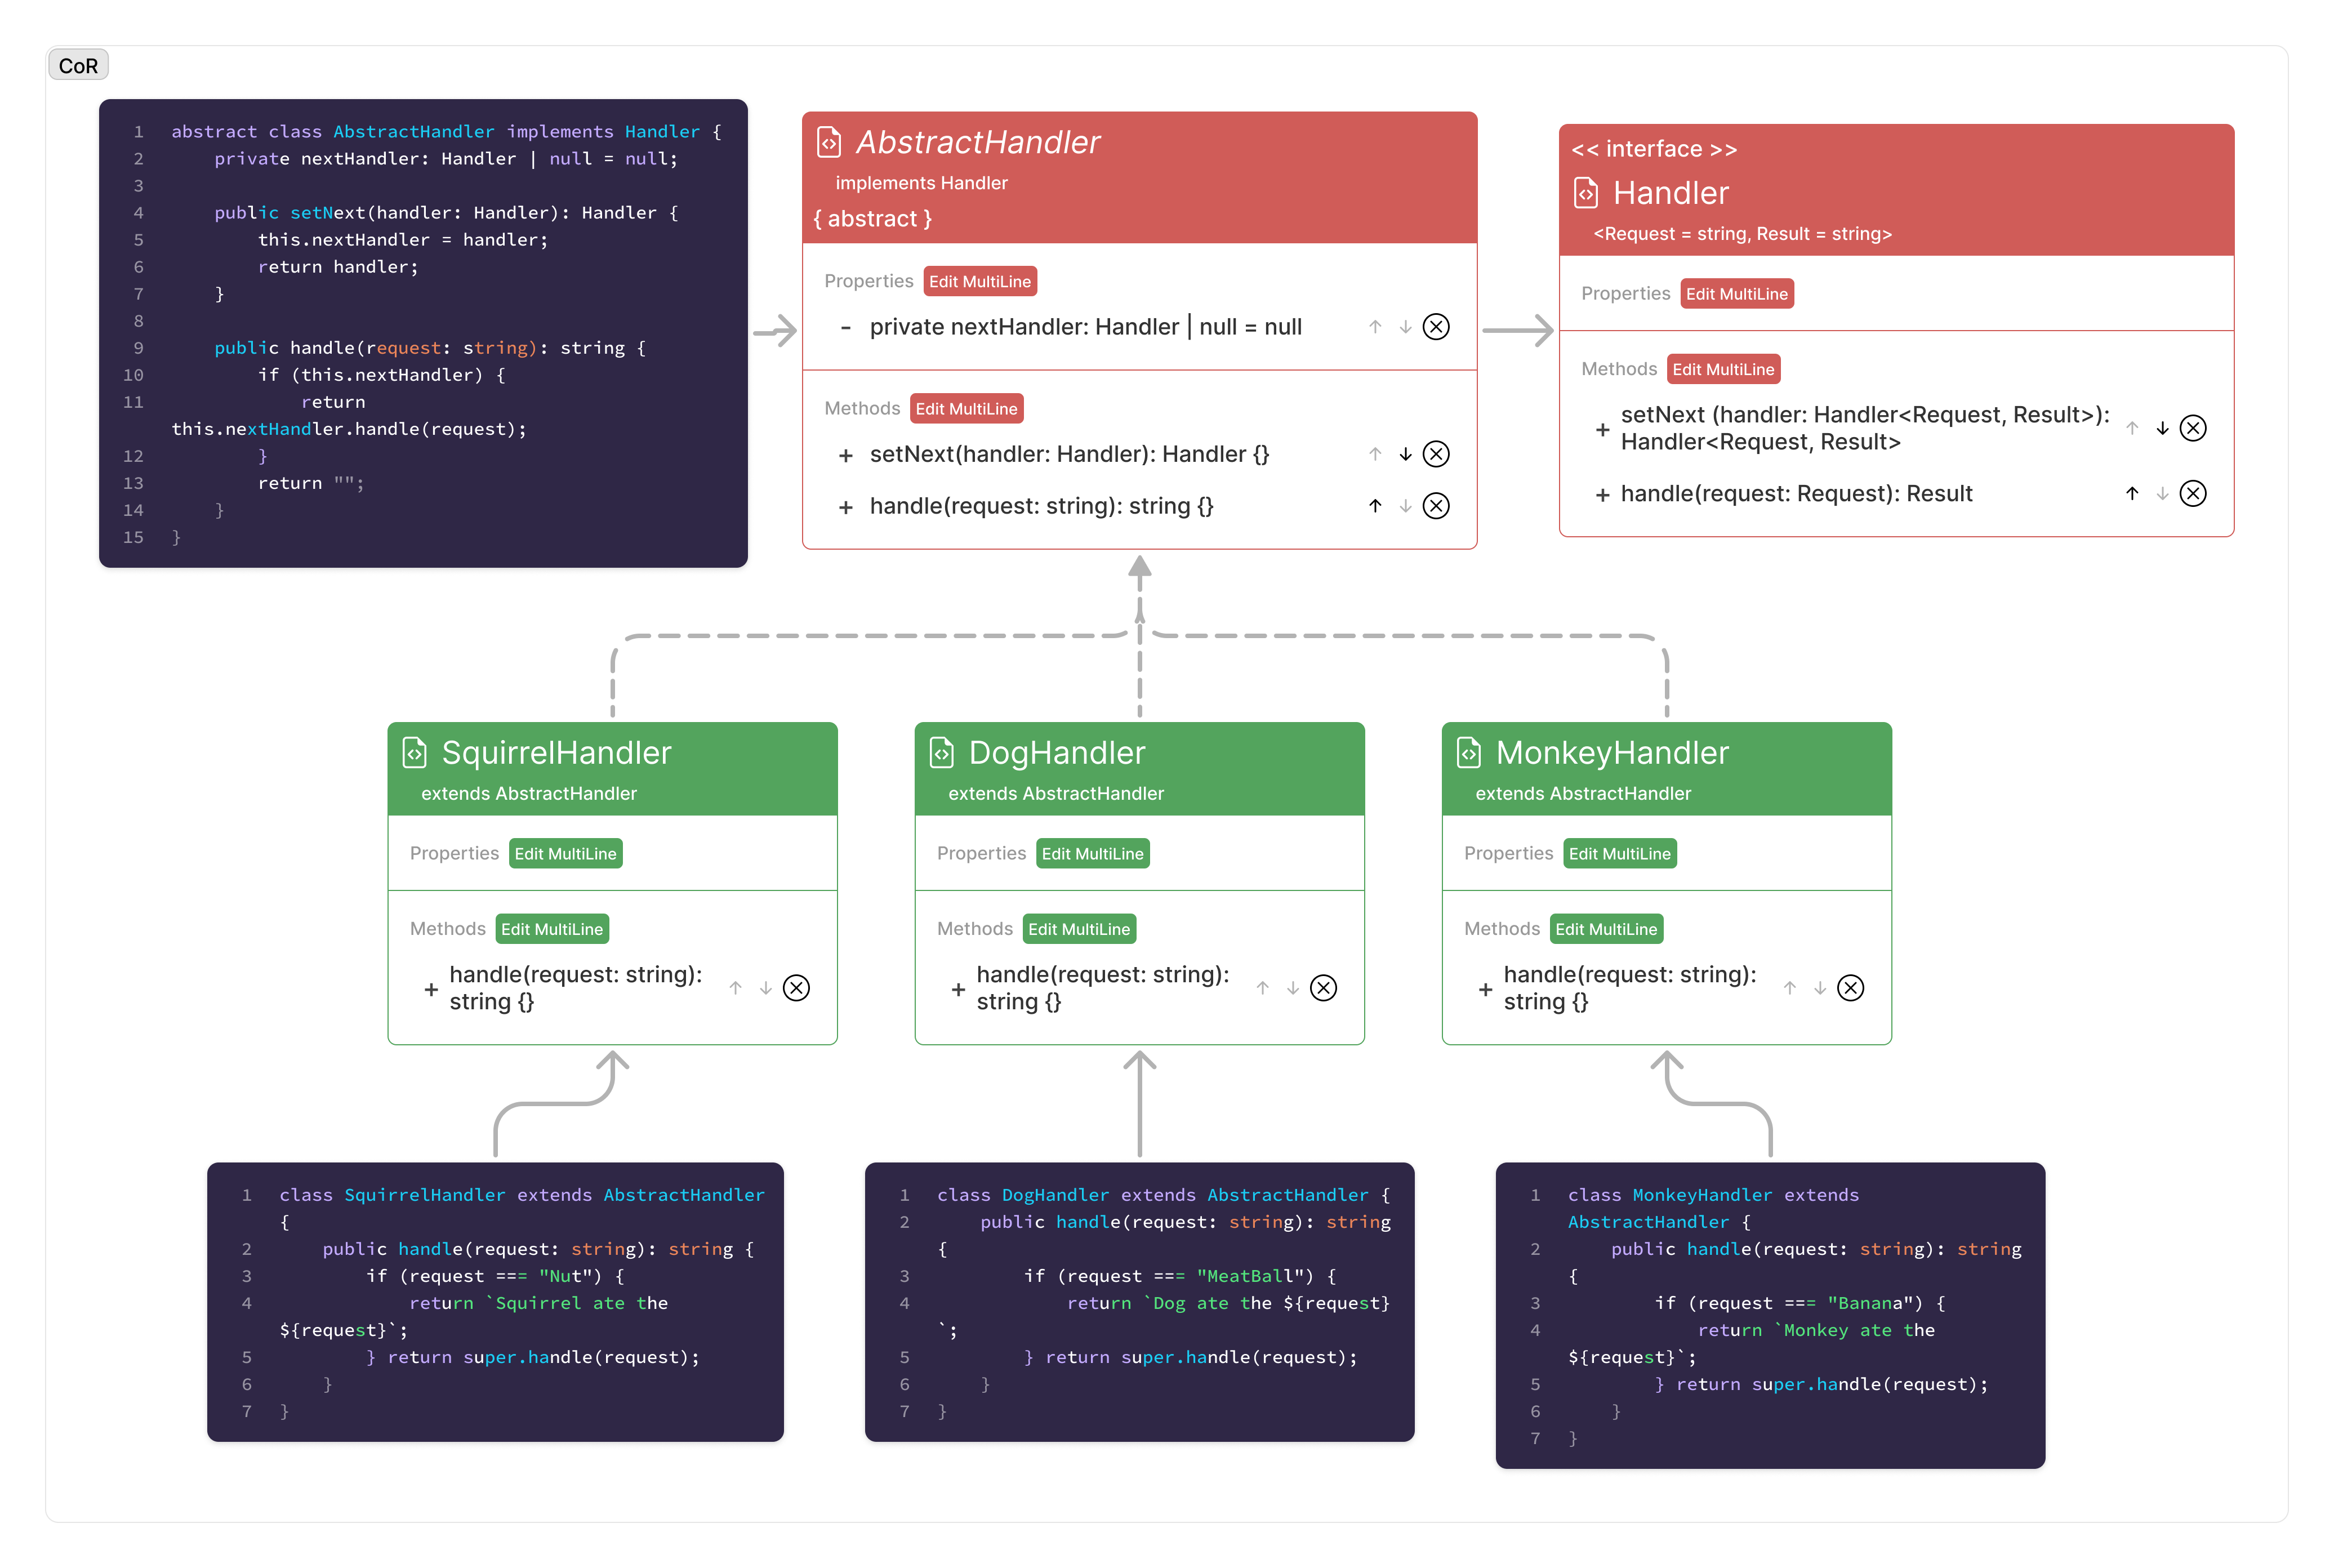 CoR
1 abstract class AbstractHandler implements Handler {
2 private nextHandler: Handler | null = null;
3
4 public setNext(handler: Handler): Handler {
5 this.nextHandler = handler;
6 return handler;
7 }
8
9 public handle(request: string): string {
10 if (this.nextHandler) {
11 return
this.nextHandler.handle(request);
12 }
13 return "";
14 }
15 }
AbstractHandler
implements Handler
{ abstract }
Properties Edit MultiLine
- private nextHandler: Handler | null = null
Methods Edit MultiLine
+ setNext(handler: Handler): Handler {}
+ handle(request: string): string {}
<< interface >>
Handler
<Request = string, Result = string>
Properties Edit MultiLine
Methods Edit MultiLine
+ setNext (handler: Handler<Request, Result>):
Handler<Request, Result>
+ handle(request: Request): Result
SquirrelHandler
extends AbstractHandler
Properties Edit MultiLine
Methods Edit MultiLine
+ handle(request: string):
string {}
DogHandler
extends AbstractHandler
Properties Edit MultiLine
Methods Edit MultiLine
+ handle(request: string):
string {}
MonkeyHandler
extends AbstractHandler
Properties Edit MultiLine
Methods Edit MultiLine
+ handle(request: string):
string {}
1 class SquirrelHandler extends AbstractHandler
{
2 public handle(request: string): string {
3 if (request === "Nut") {
4 return `Squirrel ate the
${request}`;
5 } return super.handle(request);
6 }
7 }
1 class DogHandler extends AbstractHandler {
2 public handle(request: string): string
{
3 if (request === "MeatBall") {
4 return `Dog ate the ${request}
`;
5 } return super.handle(request);
6 }
7 }
1 class MonkeyHandler extends
AbstractHandler {
2 public handle(request: string): string
{
3 if (request === "Banana") {
4 return `Monkey ate the
${request}`;
5 } return super.handle(request);
6 }
7 }